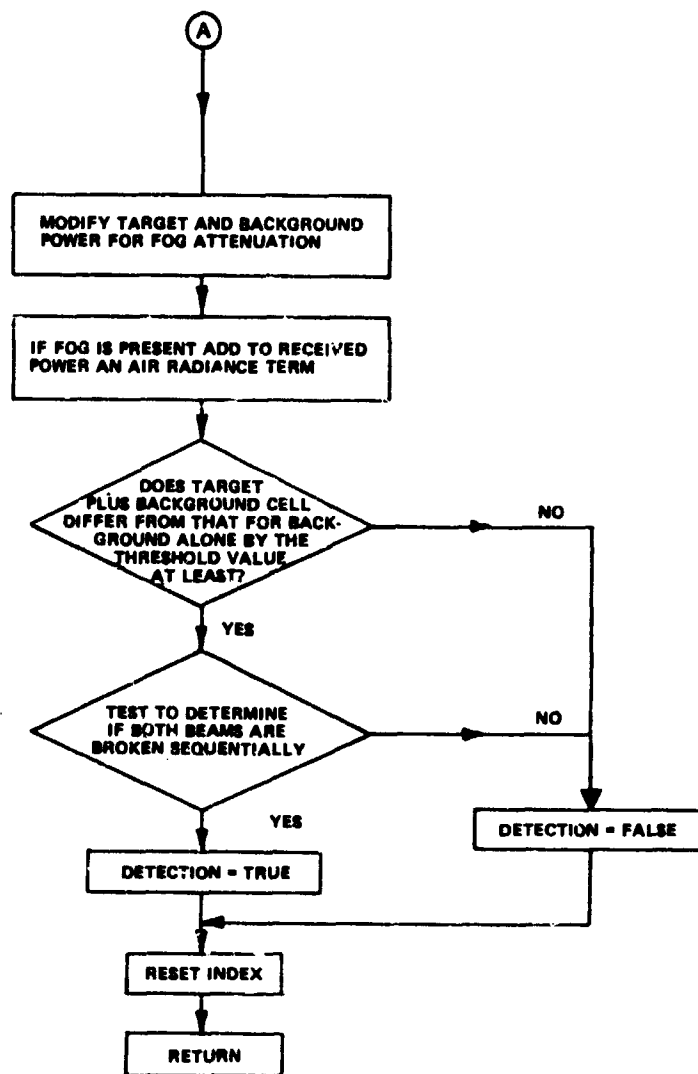 A
MODIFY TARGET AND BACKGROUND
POWER FOR FOG ATTENUATION
IF FOG IS PRESENT ADD TO RECEIVED
POWER AN AIR RADIANCE TERM
DOES TARGET
PLUS BACKGROUND CELL
DIFFER FROM THAT FOR BACK-
GROUND ALONE BY THE
THRESHOLD VALUE
AT LEAST?
NO
YES
TEST TO DETERMINE
IF BOTH BEAMS ARE
BROKEN SEQUENTIALLY
NO
YES
DETECTION = FALSE
DETECTION = TRUE
RESET INDEX
RETURN